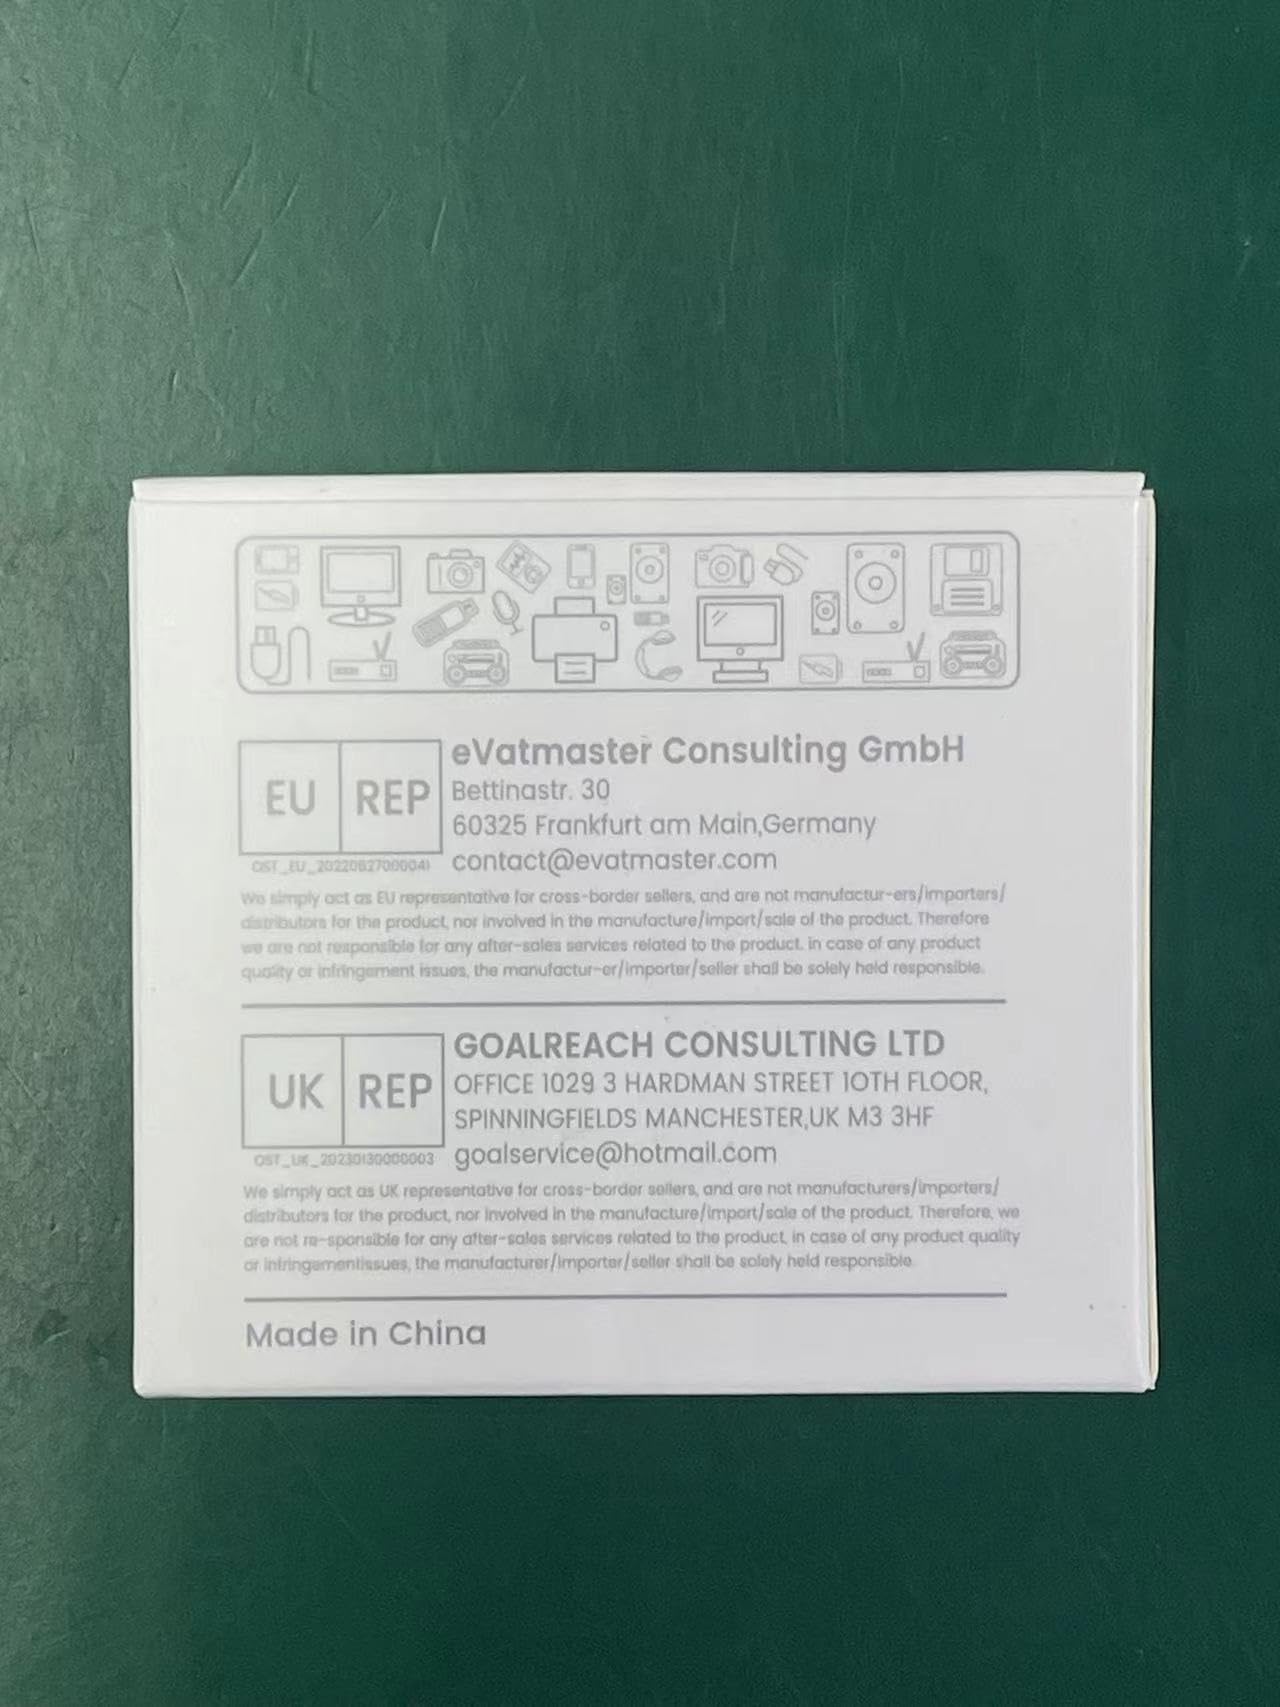 EU REP
eVatmaster Consulting GmbH
Bettinastr. 30
60325 Frankfurt am Main,Germany
contact@evatmaster.com
We simply act as EU representative for cross-border sellers, and are not manufactur-ers/importers/
distributors for the product, nor involved in the manufacture/import/sale of the product. Therefore
we are not responsible for any after-sales services related to the product. in case of any product
quality or infringement issues, the manufactur-er/importer/seller shall be solely held responsible.
UK REP
GOALREACH CONSULTING LTD
OFFICE 1029 3 HARDMAN STREET 10TH FLOOR,
SPINNINGFIELDS MANCHESTER,UK M3 3HF
OST_UK_20230130000003
goalservice@hotmail.com
We simply act as UK representative for cross-border sellers, and are not manufacturers/importers/
distributors for the product, nor involved in the manufacture/import/sale of the product. Therefore, we
are not re-sponsible for any after-sales services related to the product, in case of any product quality
or infringementissues, the manufacturer/importer/seller shall be solely held responsible.
Made in China